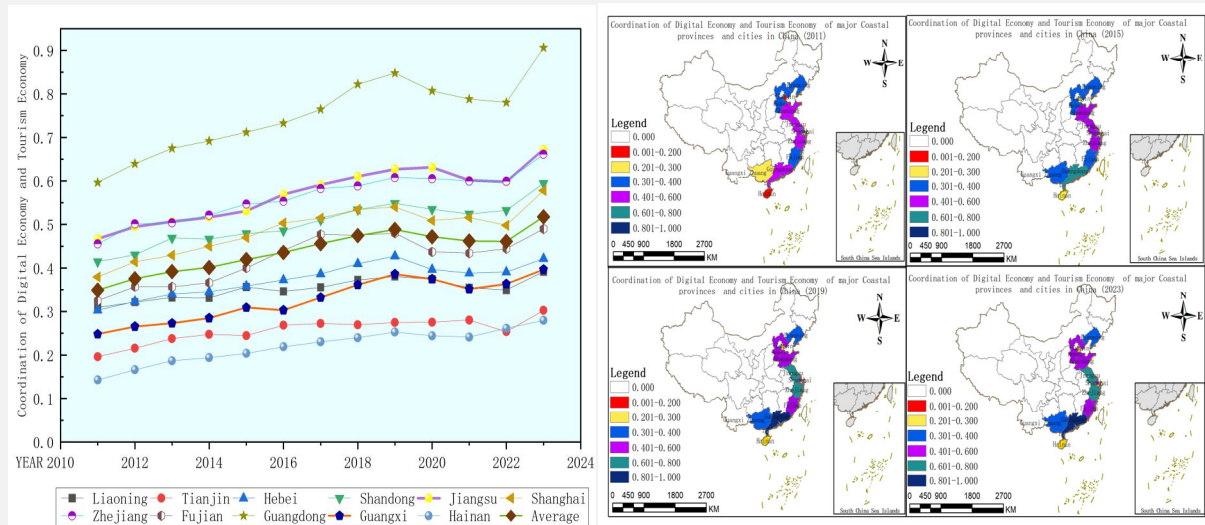 Coordination of Digital Economy and Tourism Economy
0.9
0.8
0.7
0.6
0.5
0.4
0.3
0.2
0.1
0.0
YEAR 2010 2012 2014 2016 2018 2020 2022 2024
Liaoning Tianjin Hebei Shandong Jiangsu Shanghai
Zhejiang Fujian Guangdong Guangxi Hainan Average
Coordination of Digital Economy and Tourism Economy of major Coastal
provinces and cities in China (2011)
N
W E
S
Legend
0.000
0.001-0.200
0.201-0.300
0.301-0.400
0.401-0.600
0.601-0.800
0.801-1.000
0 450 900 1800 2700
KM
South China Sea Islands
Coordination of Digital Economy and Tourism Economy of major Coastal
provinces and cities in China (2015)
N
W E
S
Legend
0.000
0.001-0.200
0.201-0.300
0.301-0.400
0.401-0.600
0.601-0.800
0.801-1.000
0 450 900 1800 2700
KM
South China Sea Islands
Coordination of Digital Economy and Tourism Economy of major Coastal
provinces and cities in China (2019)
N
W E
S
Legend
0.000
0.001-0.200
0.201-0.300
0.301-0.400
0.401-0.600
0.601-0.800
0.801-1.000
0 450 900 1800 2700
KM
South China Sea Islands
Coordination of Digital Economy and Tourism Economy of major Coastal
provinces and cities in China (2023)
N
W E
S
Legend
0.000
0.001-0.200
0.201-0.300
0.301-0.400
0.401-0.600
0.601-0.800
0.801-1.000
0 450 900 1800 2700
KM
South China Sea Islands